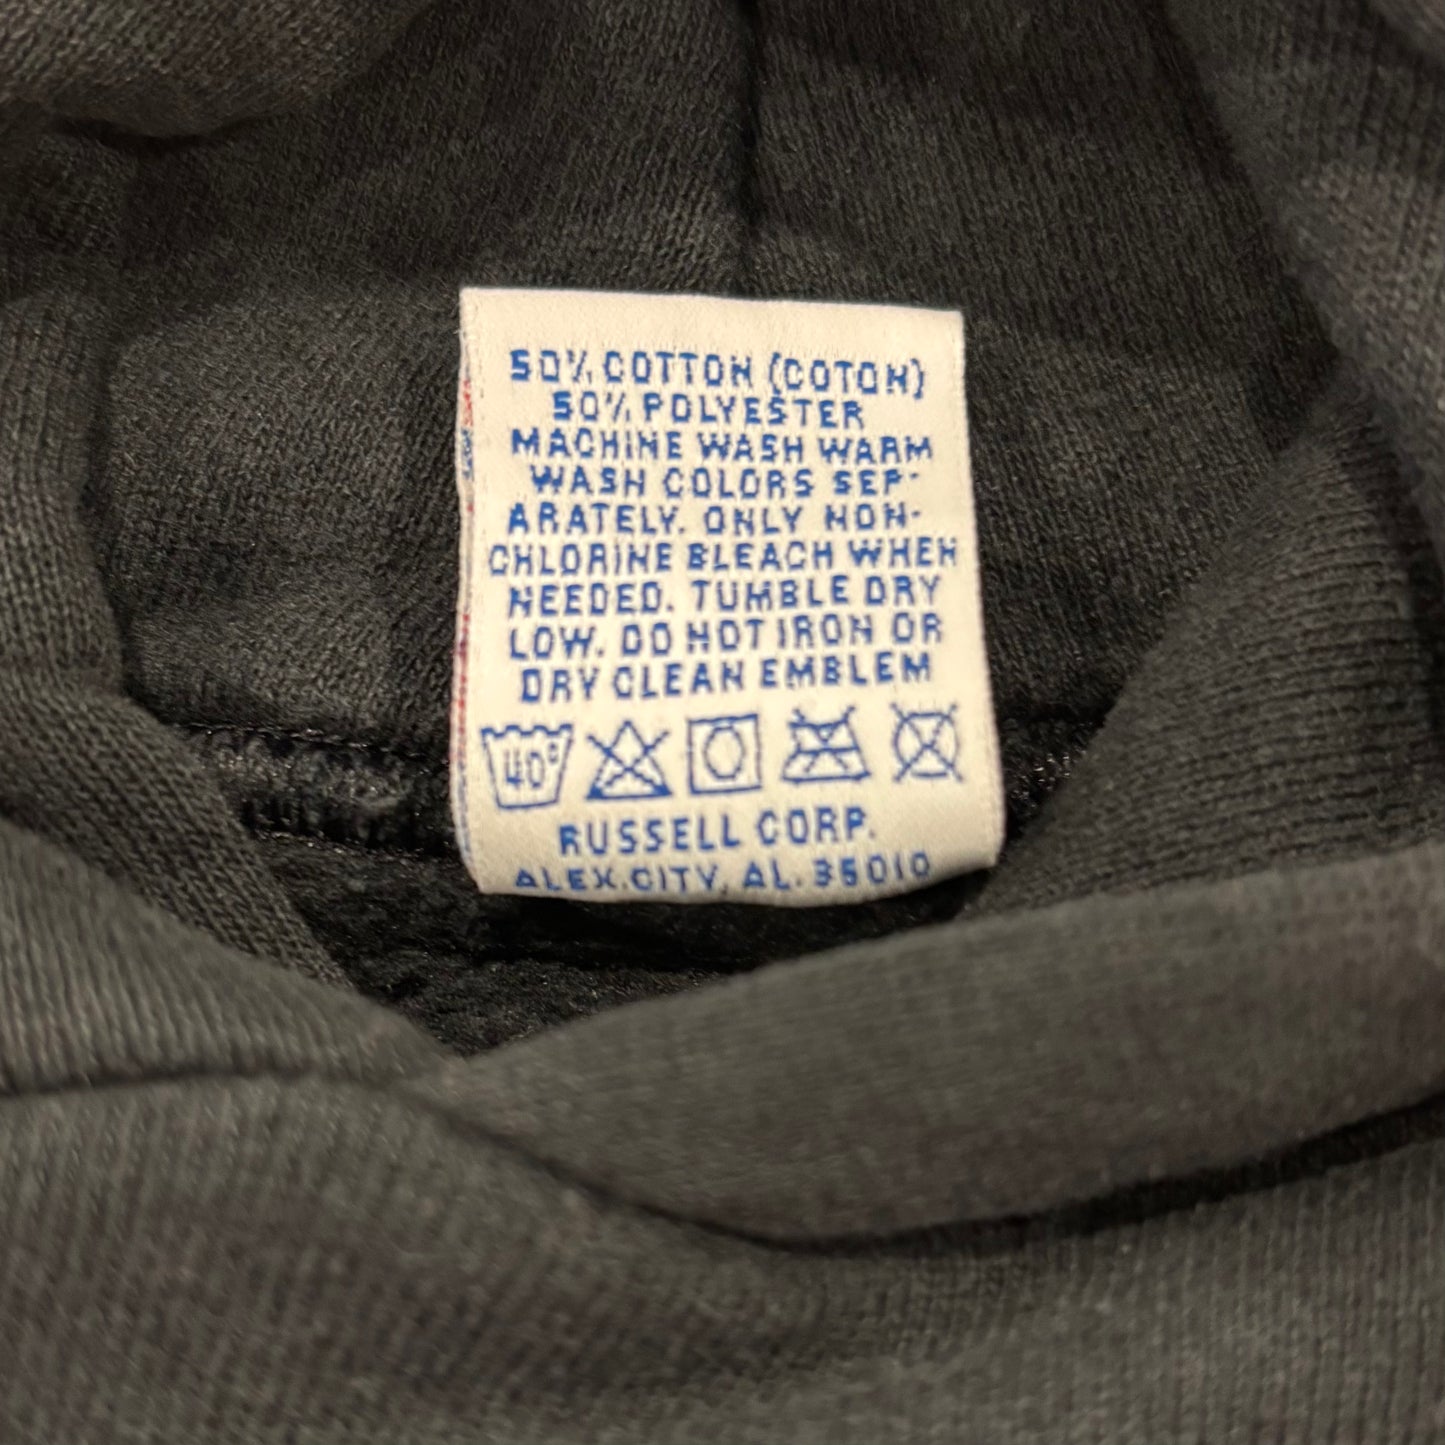 50% COTTON (COTON)
50% POLYESTER
MACHINE WASH WARM
WASH COLORS SEP-
ARATELY. ONLY NON-
CHLORINE BLEACH WHEN
NEEDED. TUMBLE DRY
LOW. DO NOT IRON OR
DRY CLEAN EMBLEM
40°
RUSSELL CORP.
ALEX. CITY, AL. 35010